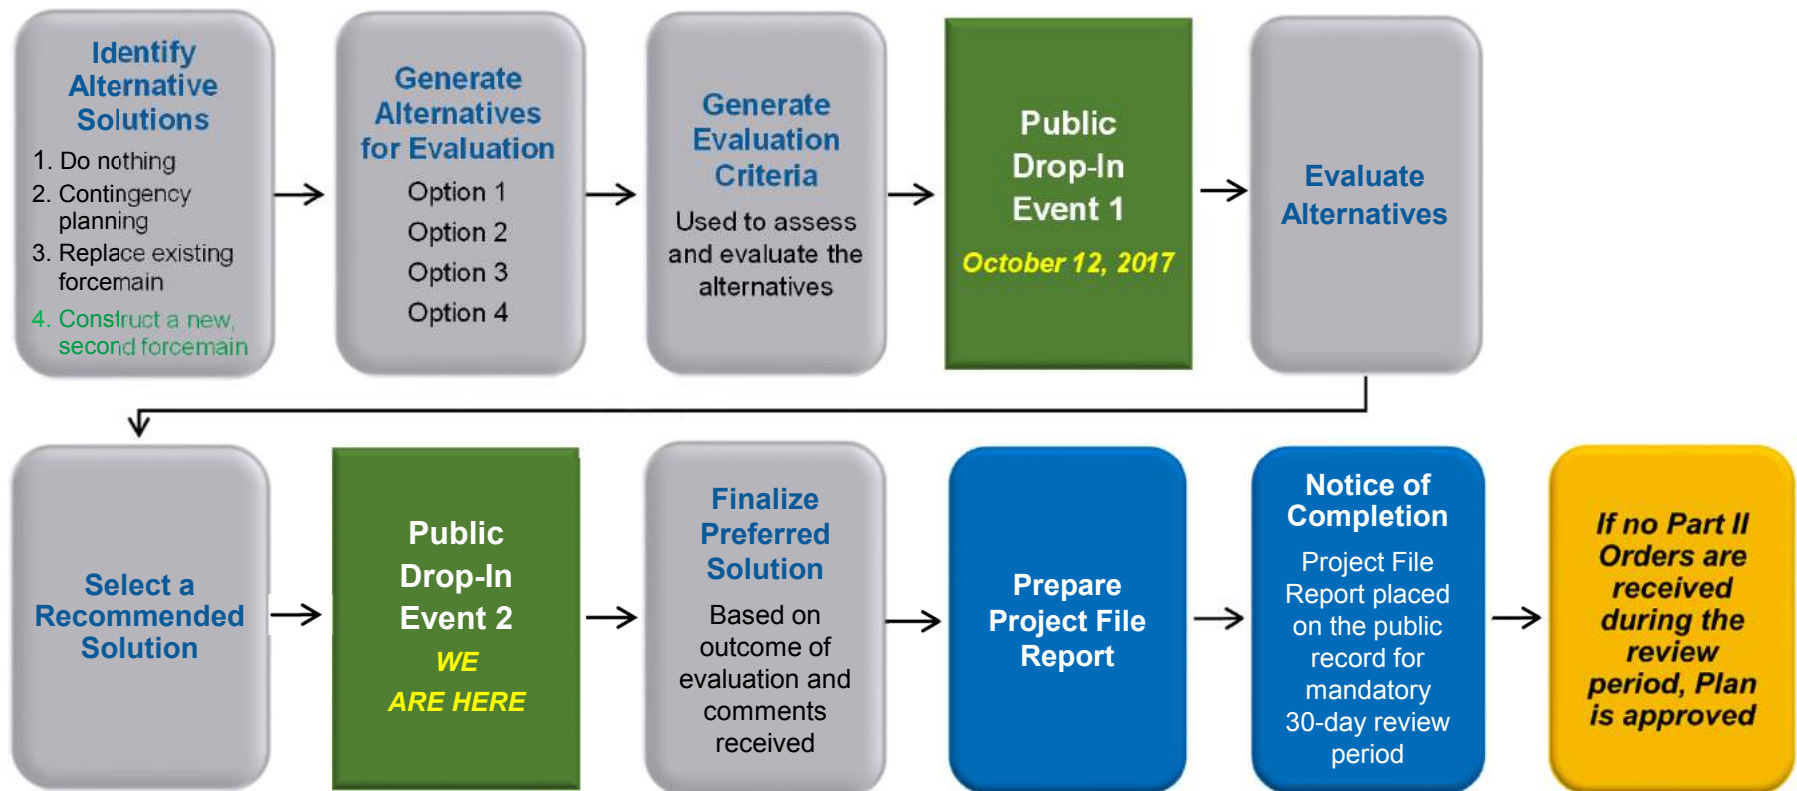 Identify
Alternative
Solutions
1. Do nothing
2. Contingency
planning
3. Replace existing
forcemain
4. Construct a new,
second forcemain
Generate
Alternatives
for Evaluation
Option 1
Option 2
Option 3
Option 4
Generate
Evaluation
Criteria
Used to assess
and evaluate the
alternatives
Public
Drop-In
Event 1
October 12, 2017
Evaluate
Alternatives
Select a
Recommended
Solution
Public
Drop-In
Event 2
WE
ARE HERE
Finalize
Preferred
Solution
Based on
outcome of
evaluation and
comments
received
Prepare
Project File
Report
Notice of
Completion
Project File
Report placed
on the public
record for
mandatory
30-day review
period
If no Part II
Orders are
received
during the
review
period, Plan
is approved